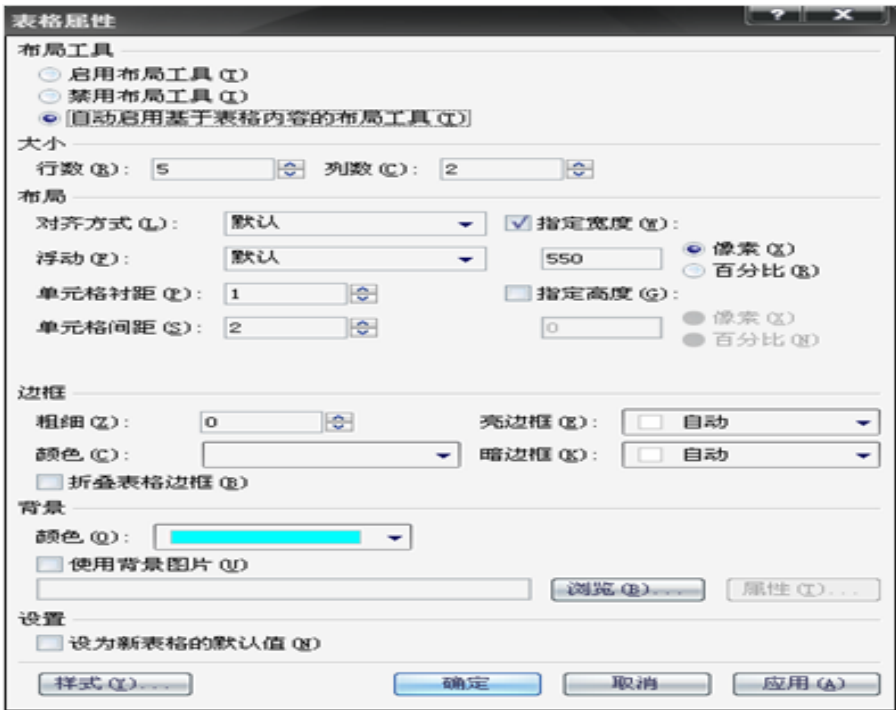 表格属性
布局工具
启用布局工具(T)
禁用布局工具(I)
自动启用基于表格内容的布局工具(T)
大小
行数(R): 5 列数(C): 2
布局
对齐方式(L): 默认 指定宽度(W):
浮动(F): 默认 550 像素(X)
百分比(R)
单元格衬距(P): 1 指定高度(G):
单元格间距(S): 2 0 像素(X)
百分比(N)
边框
粗细(Z): 0 亮边框(E): 自动
颜色(C): 暗边框(K): 自动
折叠表格边框(B)
背景
颜色(O):
使用背景图片(U)
浏览(B)... 属性(T)...
设置
设为新表格的默认值(N)
样式(Y)... 确定 取消 应用(A)